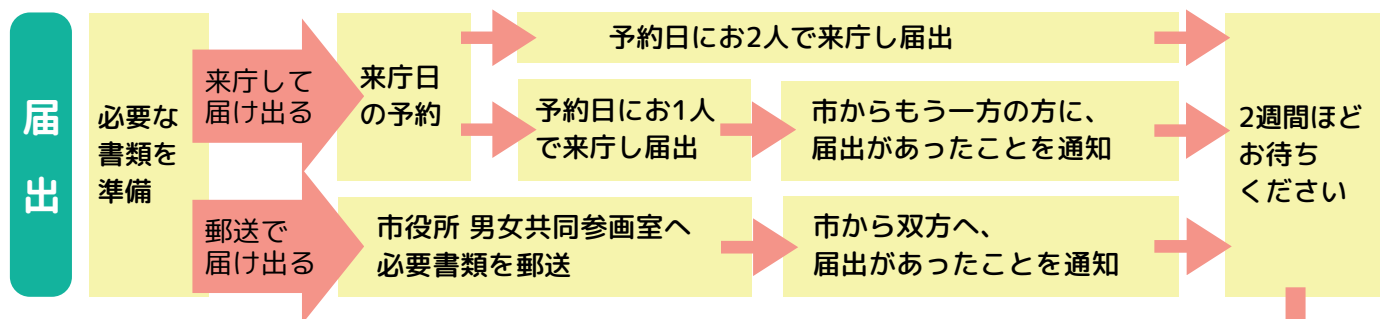 届出
必要な
書類を
準備
来庁して
届け出る
来庁日
の予約
予約日にお2人で来庁し届出
予約日にお1人
で来庁し届出
市からもう一方の方に、
届出があったことを通知
郵送で
届け出る
市役所 男女共同参画室へ
必要書類を郵送
市から双方へ、
届出があったことを通知
2週間ほど
お待ち
ください